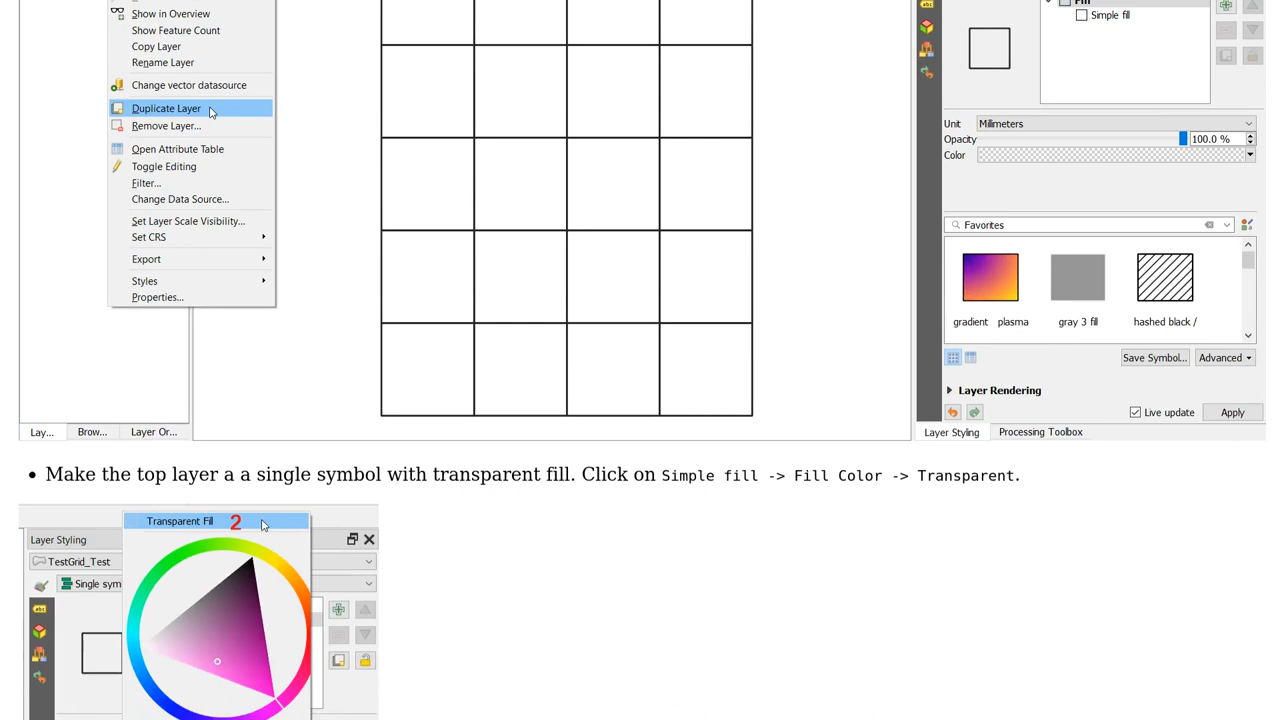 Show in Overview
Show Feature Count
Copy Layer
Rename Layer
Change vector datasource
Duplicate Layer
Remove Layer...
Open Attribute Table
Toggle Editing
Filter...
Change Data Source...
Set Layer Scale Visibility...
Set CRS
Export
Styles
Properties...
Lay...
Brow...
Layer Or...
abc
Fill
Simple fill
Unit
Millimeters
Opacity
100.0 %
Color
Favorites
gradient plasma
gray 3 fill
hashed black /
Save Symbol...
Advanced
Layer Rendering
Live update
Apply
Layer Styling
Processing Toolbox
• Make the top layer a a single symbol with transparent fill. Click on Simple fill -> Fill Color -> Transparent.
Transparent Fill 2
Layer Styling
TestGrid_Test
Single sym
abc